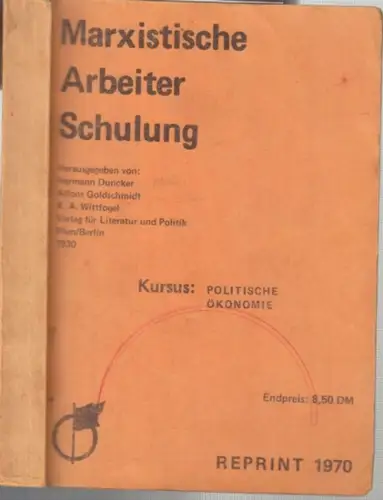 Marxistische
Arbeiter
Schulung
Herausgegeben von:
Hermann Duncker
Alfons Goldschmidt
K. A. Wittfogel
Verlag für Literatur und Politik
Wien/Berlin
1930
Kursus: POLITISCHE
ÖKONOMIE
Endpreis: 8,50 DM
REPRINT 1970